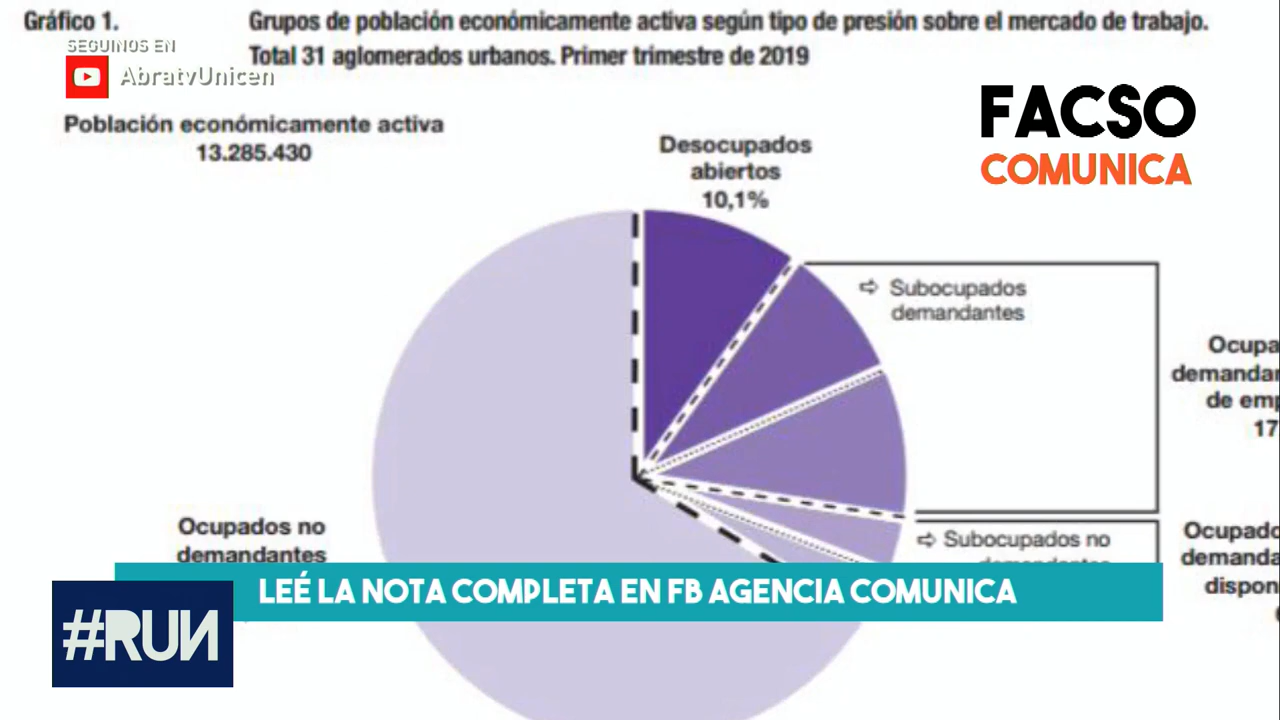 Gráfico 1.
Grupos de población económicamente activa según tipo de presión sobre el mercado de trabajo.
Total 31 aglomerados urbanos. Primer trimestre de 2019
SEGUINOS EN
AbratvUnicen
FACSO
COMUNICA
Población económicamente activa
13.285.430
Desocupados
abiertos
10,1%
⇨ Subocupados
demandantes
Ocupa
demandan
de emp
17
Ocupados no
demandantes
⇨ Subocupados no
Ocupado
demanda
dispon
LEÉ LA NOTA COMPLETA EN FB AGENCIA COMUNICA
#RUN